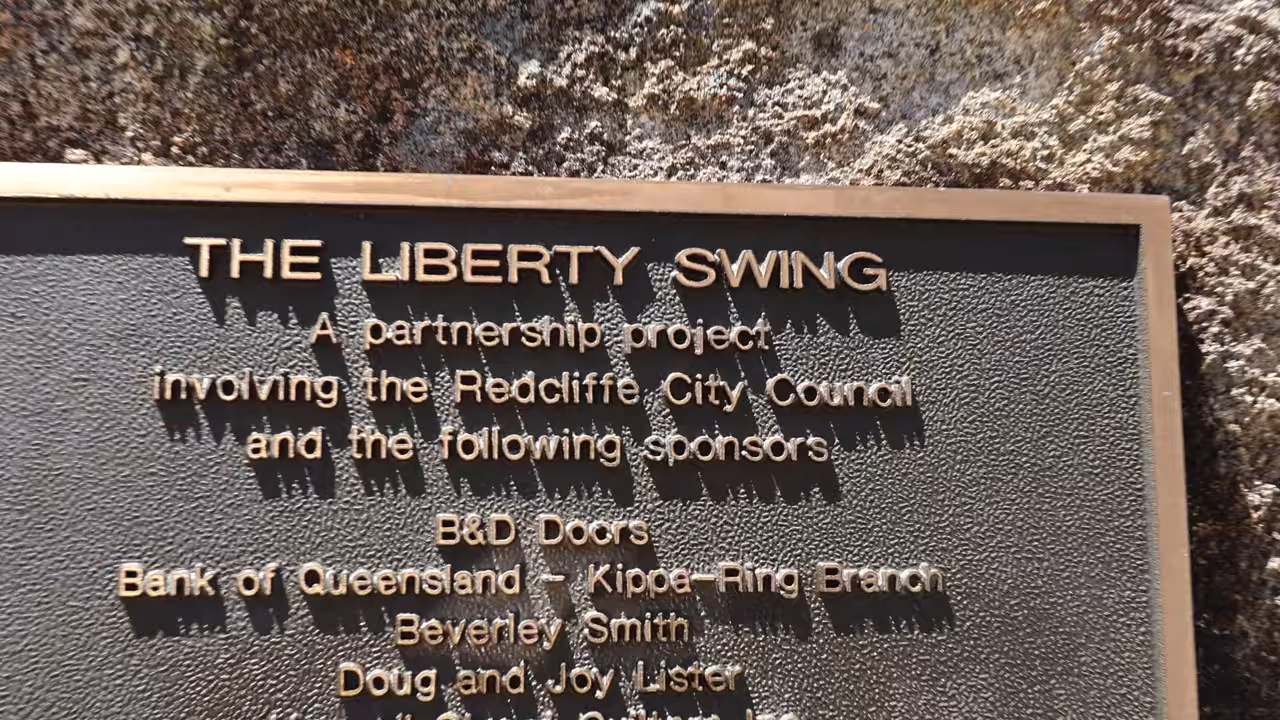 THE LIBERTY SWING
A partnership project
involving the Redcliffe City Council
and the following sponsors
B&D Doors
Bank of Queensland - Kippa-Ring Branch
Beverley Smith
Doug and Joy Lister